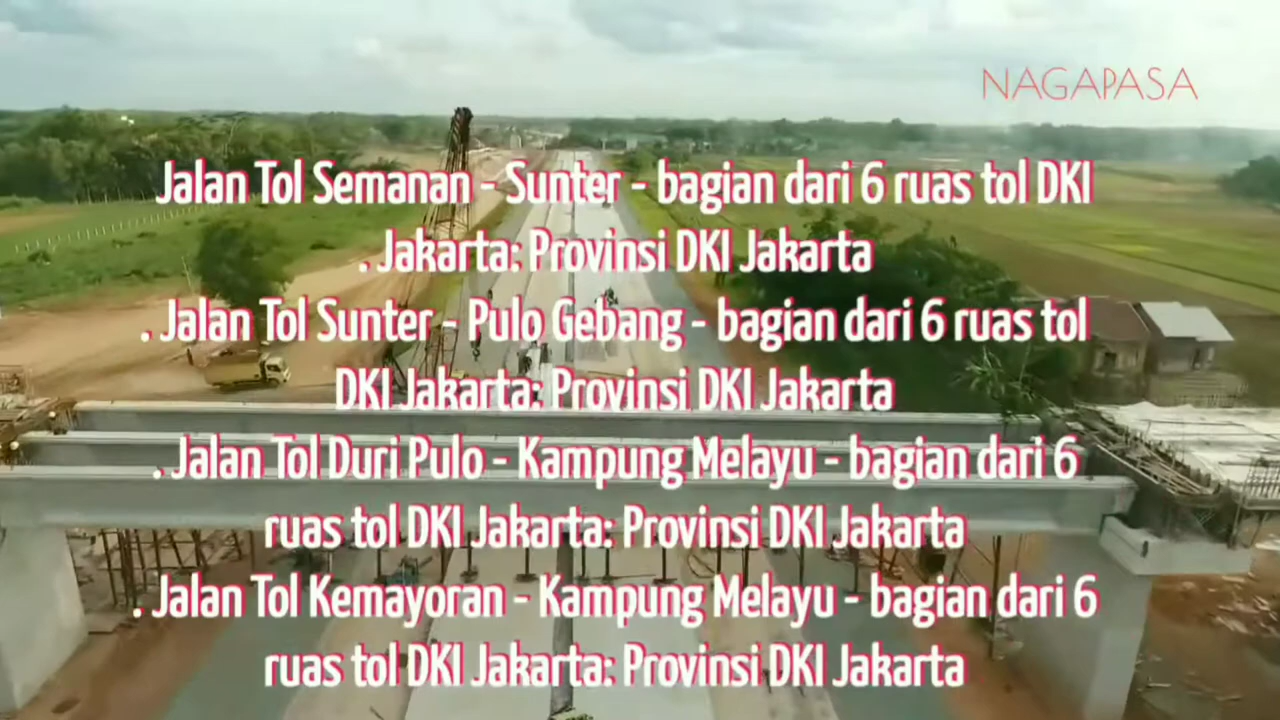 NAGAPASA
Jalan Tol Semanan - Sunter - bagian dari 6 ruas tol DKI
. Jakarta: Provinsi DKI Jakarta
. Jalan Tol Sunter - Pulo Gebang - bagian dari 6 ruas tol
DKI Jakarta: Provinsi DKI Jakarta
. Jalan Tol Duri Pulo - Kampung Melayu - bagian dari 6
ruas tol DKI Jakarta: Provinsi DKI Jakarta
. Jalan Tol Kemayoran - Kampung Melayu - bagian dari 6
ruas tol DKI Jakarta: Provinsi DKI Jakarta